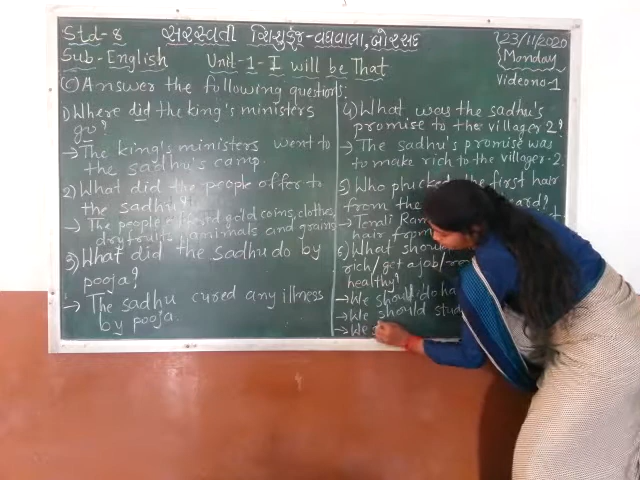 Std-8 સરસ્વતી શિશુકુંજ-વઘવાલા, બોરસદ 23/11/2020
Sub-English Unit-1-I will be That Monday
Video no-1
(C) Answer the following questions:
1) Where did the king's ministers
go?
→ The king's ministers went to
the sadhu's camp.
2) What did the people offer to
the sadhu?
→ The people offered gold coins, clothes,
dryfruits, animals and grains
3) What did the sadhu do by
pooja?
→ The sadhu cured any illness
by pooja.
4) What was the sadhu's
promise to the villager 2?
→ The sadhu's promise was
to make rich to the villager-2.
5) Who plucked the first hair
from the
→ Tenali Ram
hair from
6) What should
rich/get a job/
healthy?
→ We should do
→ We should
→ We